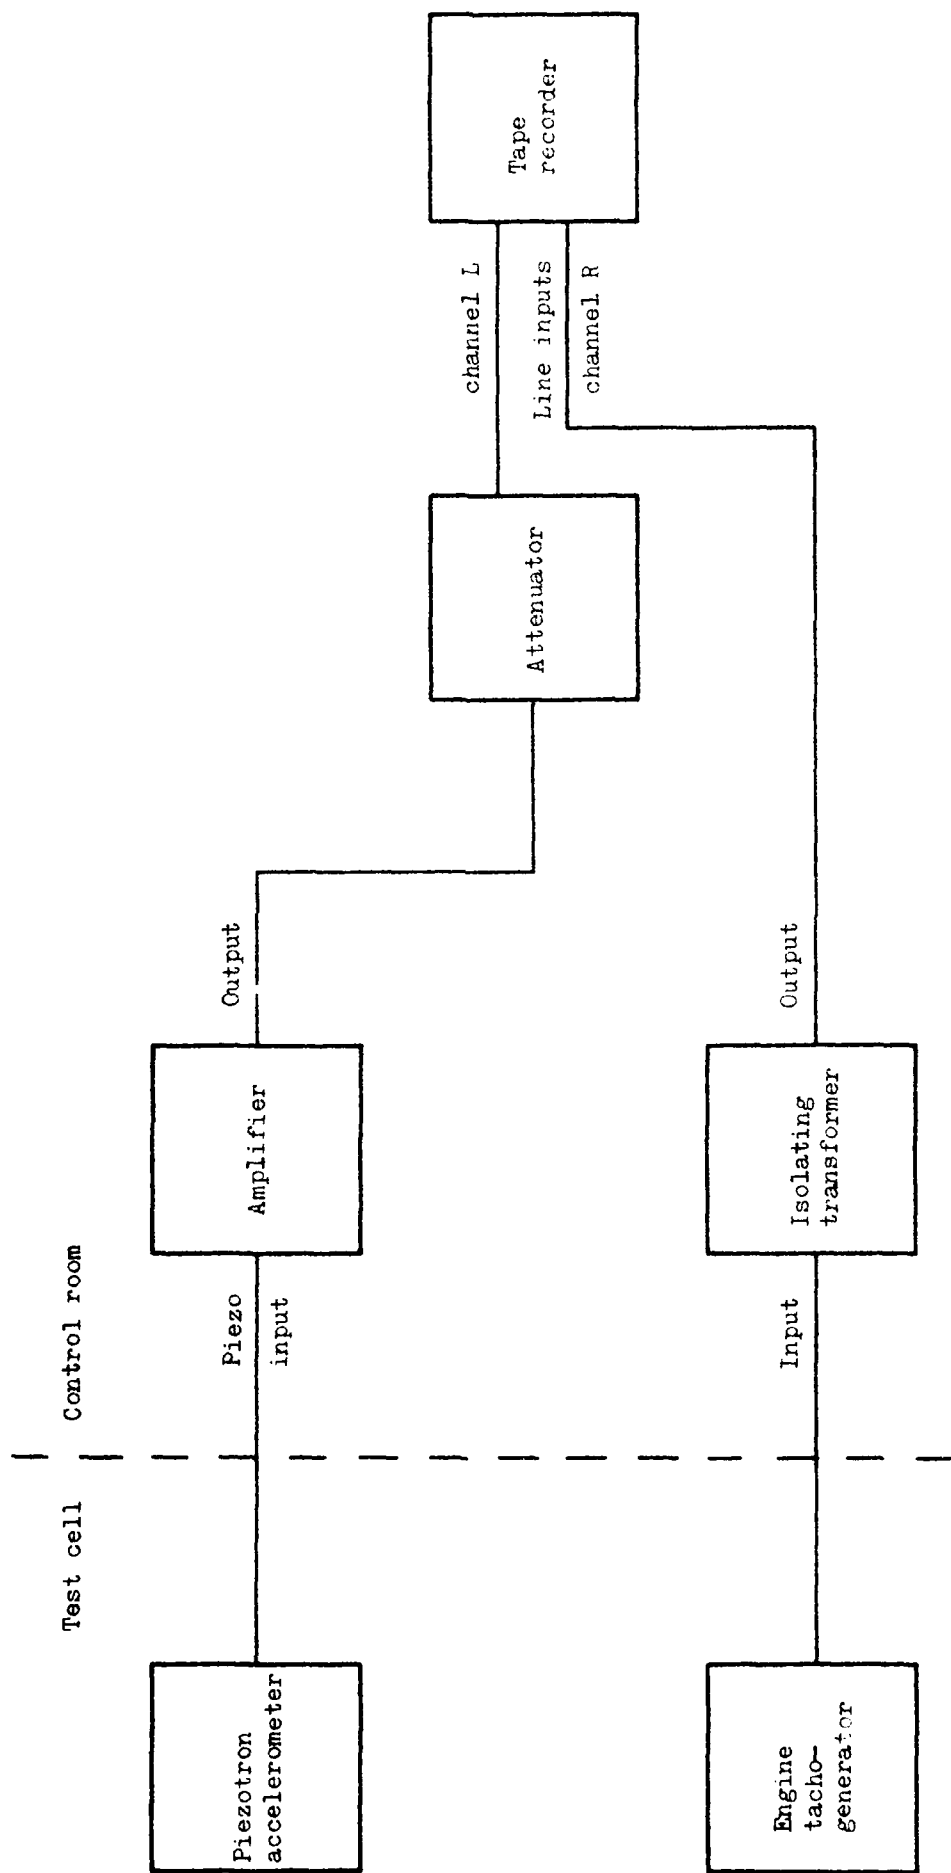 Test cell
Control room
Piezotron
accelerometer
Piezo
input
Amplifier
Output
Attenuator
channel L
Line inputs
channel R
Tape
recorder
Engine
tacho-
generator
Input
Isolating
transformer
Output